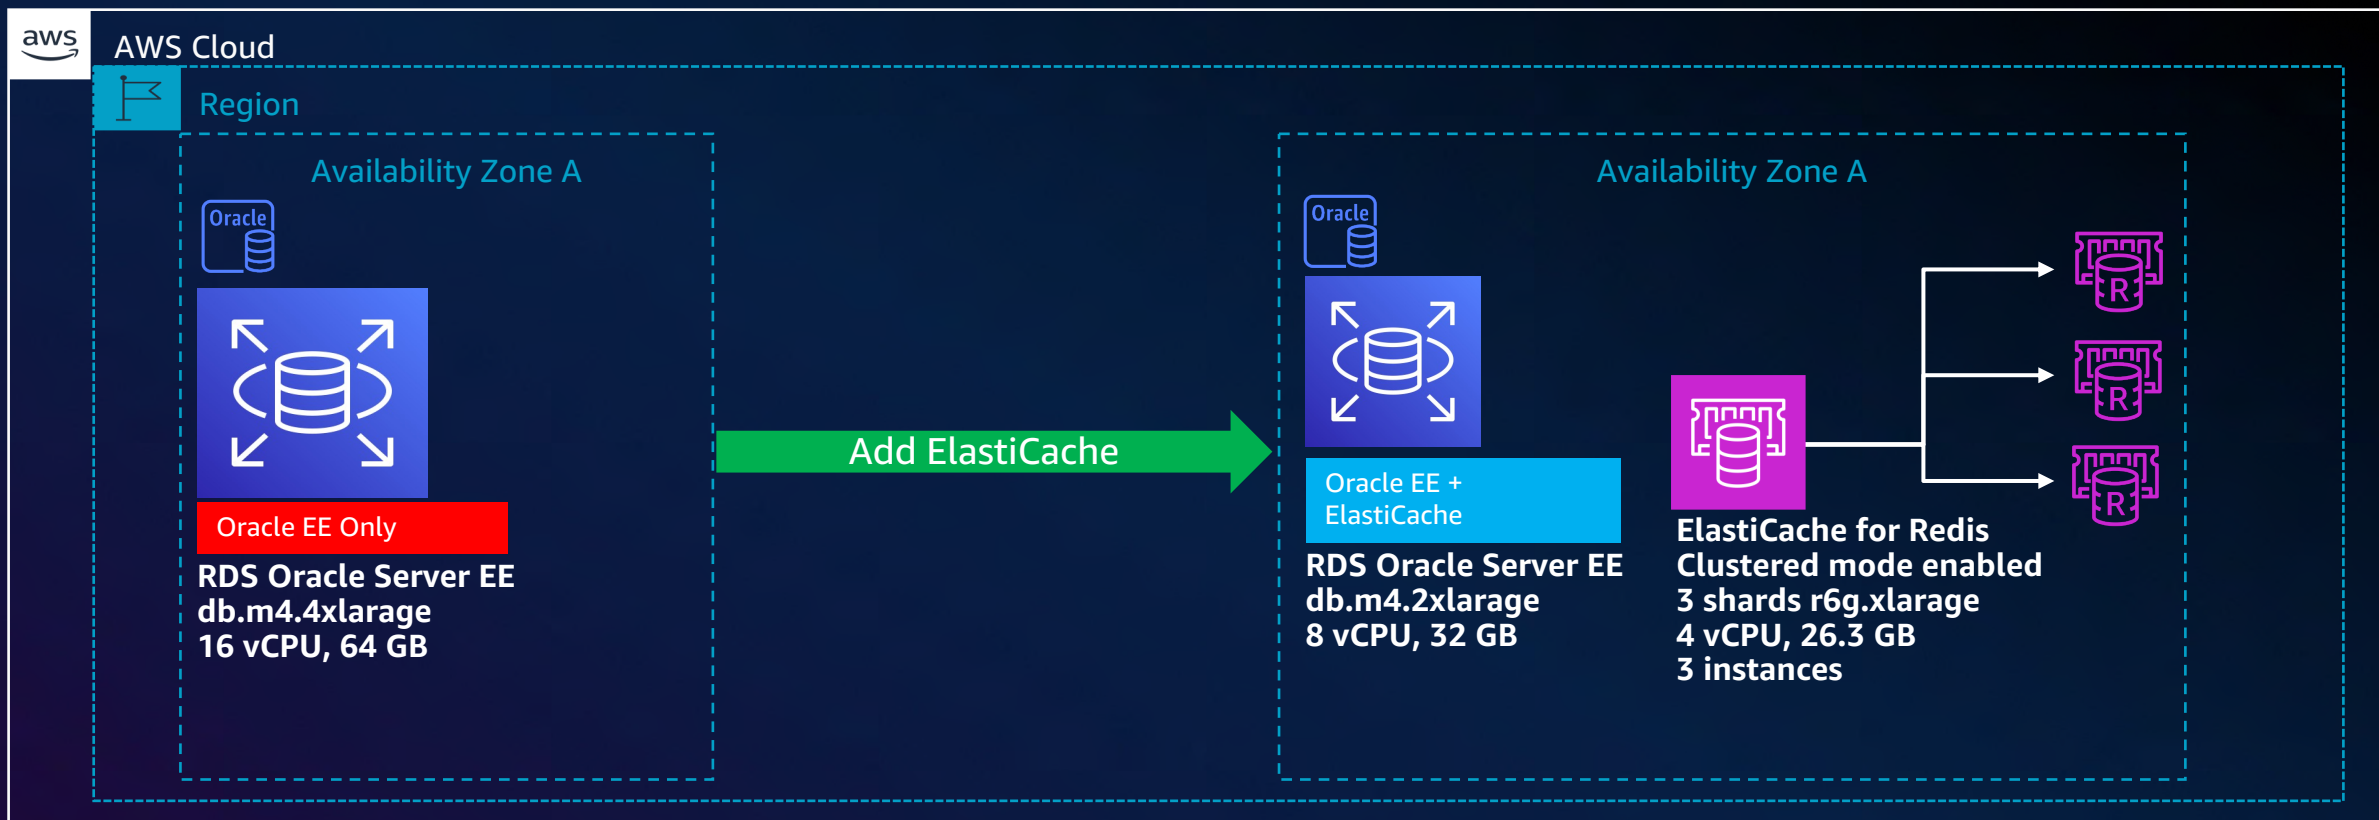 aws
AWS Cloud
Region
Availability Zone A
Oracle
Oracle EE Only
RDS Oracle Server EE
db.m4.4xlarage
16 vCPU, 64 GB
Add ElastiCache
Availability Zone A
Oracle
Oracle EE +
ElastiCache
RDS Oracle Server EE
db.m4.2xlarage
8 vCPU, 32 GB
ElastiCache for Redis
Clustered mode enabled
3 shards r6g.xlarage
4 vCPU, 26.3 GB
3 instances
R
R
R